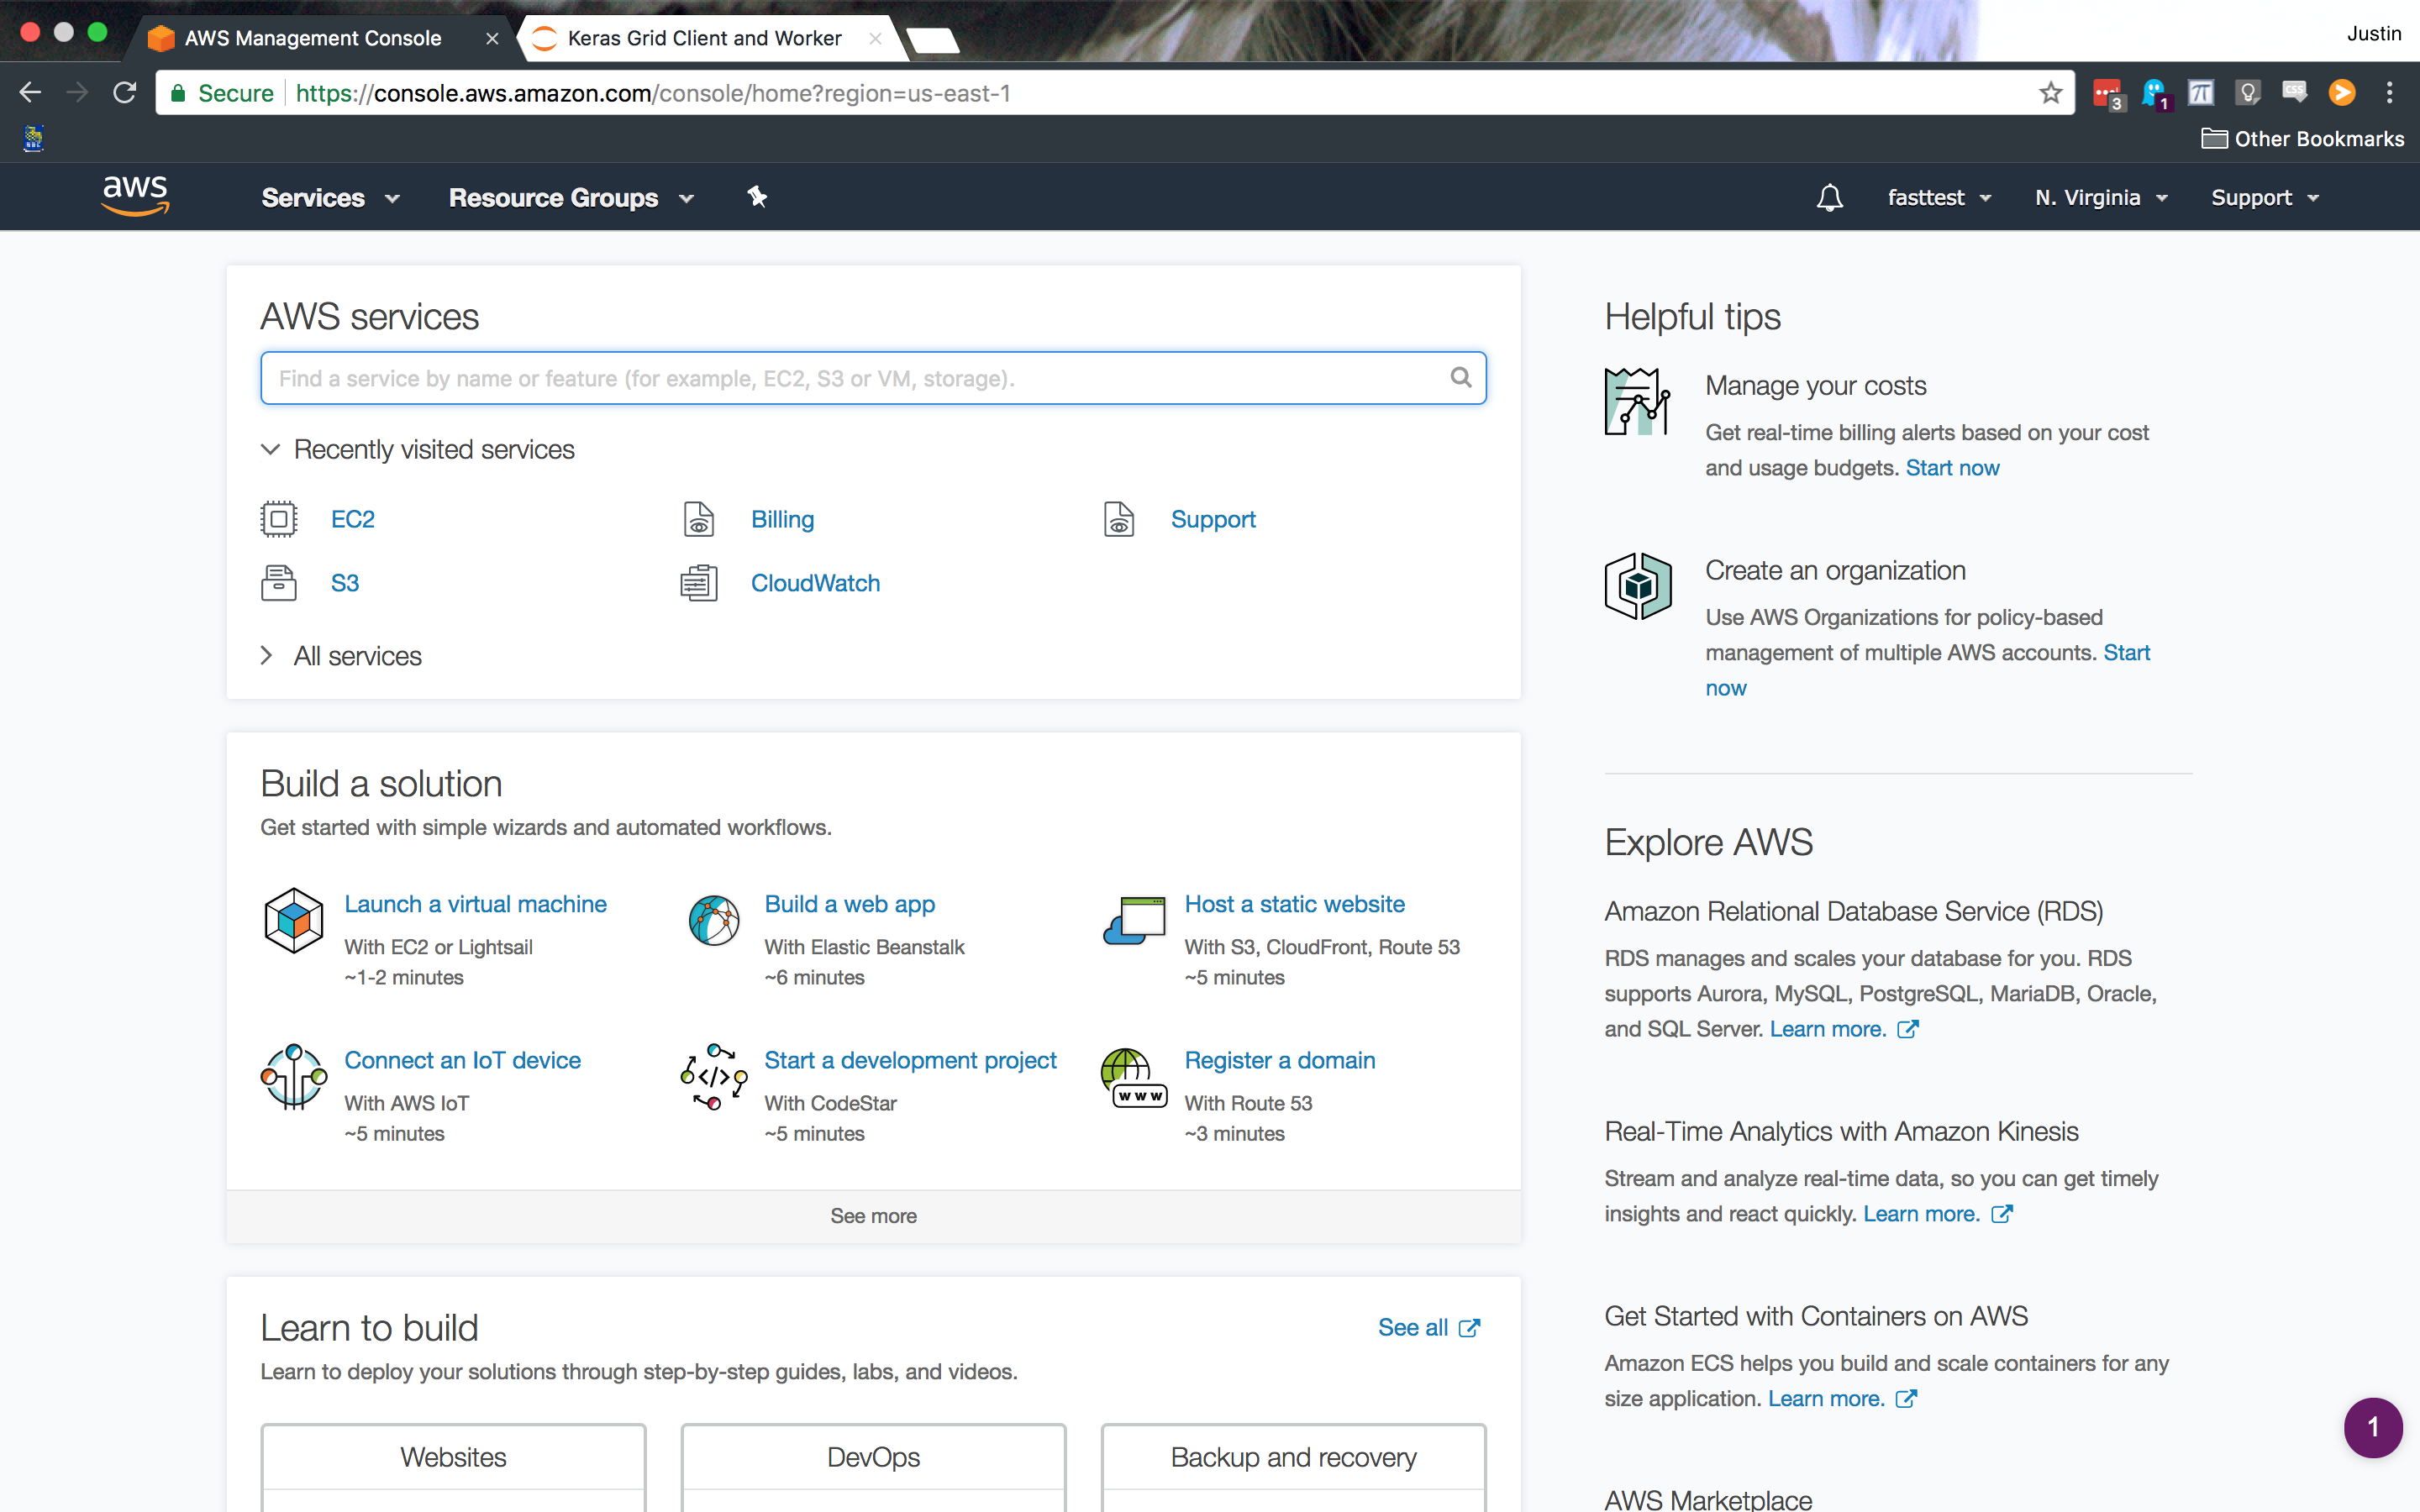 AWS Management Console
Keras Grid Client and Worker
Justin
Secure
https://console.aws.amazon.com/console/home?region=us-east-1
3
1
π
CSS
Other Bookmarks
aws
Services
Resource Groups
fasttest
N. Virginia
Support
AWS services
Find a service by name or feature (for example, EC2, S3 or VM, storage).
Recently visited services
EC2
Billing
Support
S3
CloudWatch
All services
Build a solution
Get started with simple wizards and automated workflows.
Launch a virtual machine
With EC2 or Lightsail
~1-2 minutes
Build a web app
With Elastic Beanstalk
~6 minutes
Host a static website
With S3, CloudFront, Route 53
~5 minutes
Connect an IoT device
With AWS IoT
~5 minutes
Start a development project
With CodeStar
~5 minutes
Register a domain
With Route 53
~3 minutes
</>
www
See more
Learn to build
See all
Learn to deploy your solutions through step-by-step guides, labs, and videos.
Websites
DevOps
Backup and recovery
Helpful tips
Manage your costs
Get real-time billing alerts based on your cost
and usage budgets. Start now
Create an organization
Use AWS Organizations for policy-based
management of multiple AWS accounts. Start
now
Explore AWS
Amazon Relational Database Service (RDS)
RDS manages and scales your database for you. RDS
supports Aurora, MySQL, PostgreSQL, MariaDB, Oracle,
and SQL Server. Learn more.
Real-Time Analytics with Amazon Kinesis
Stream and analyze real-time data, so you can get timely
insights and react quickly. Learn more.
Get Started with Containers on AWS
Amazon ECS helps you build and scale containers for any
size application. Learn more.
AWS Marketplace
1